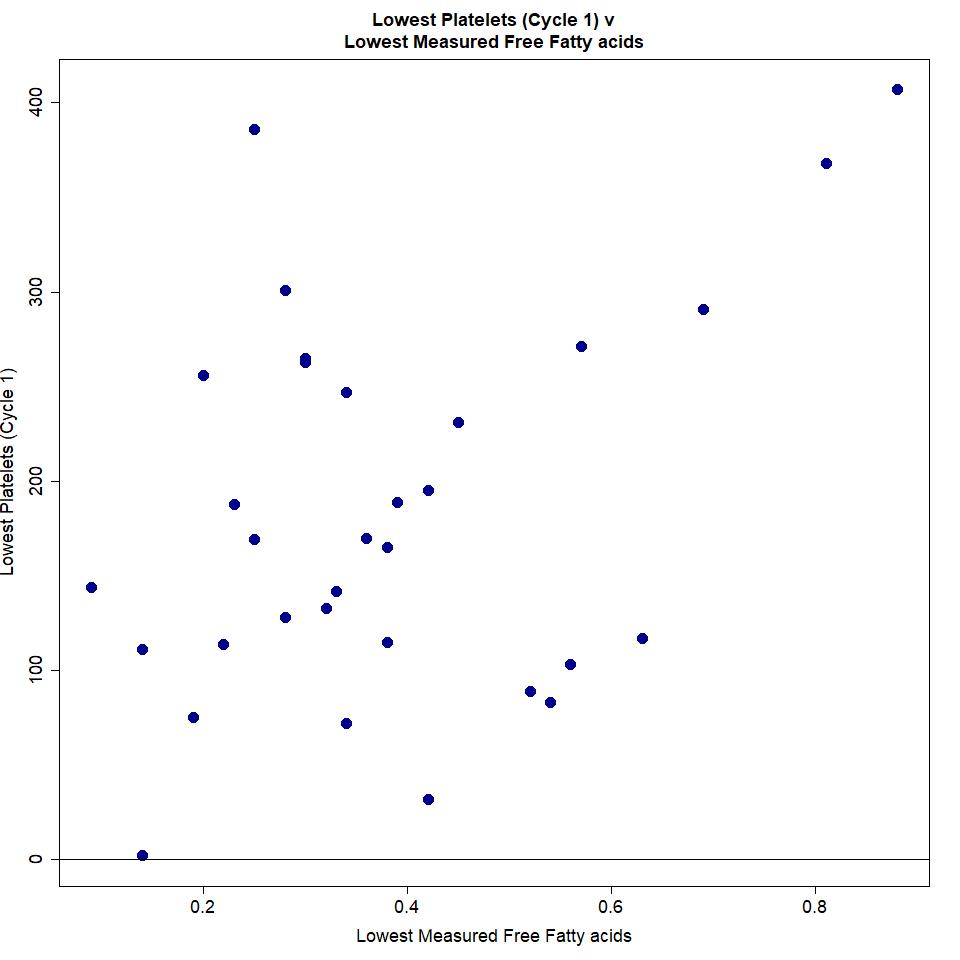 Lowest Platelets (Cycle 1) v
Lowest Measured Free Fatty acids
400
300
200
100
0
Lowest Platelets (Cycle 1)
0.2 0.4 0.6 0.8
Lowest Measured Free Fatty acids